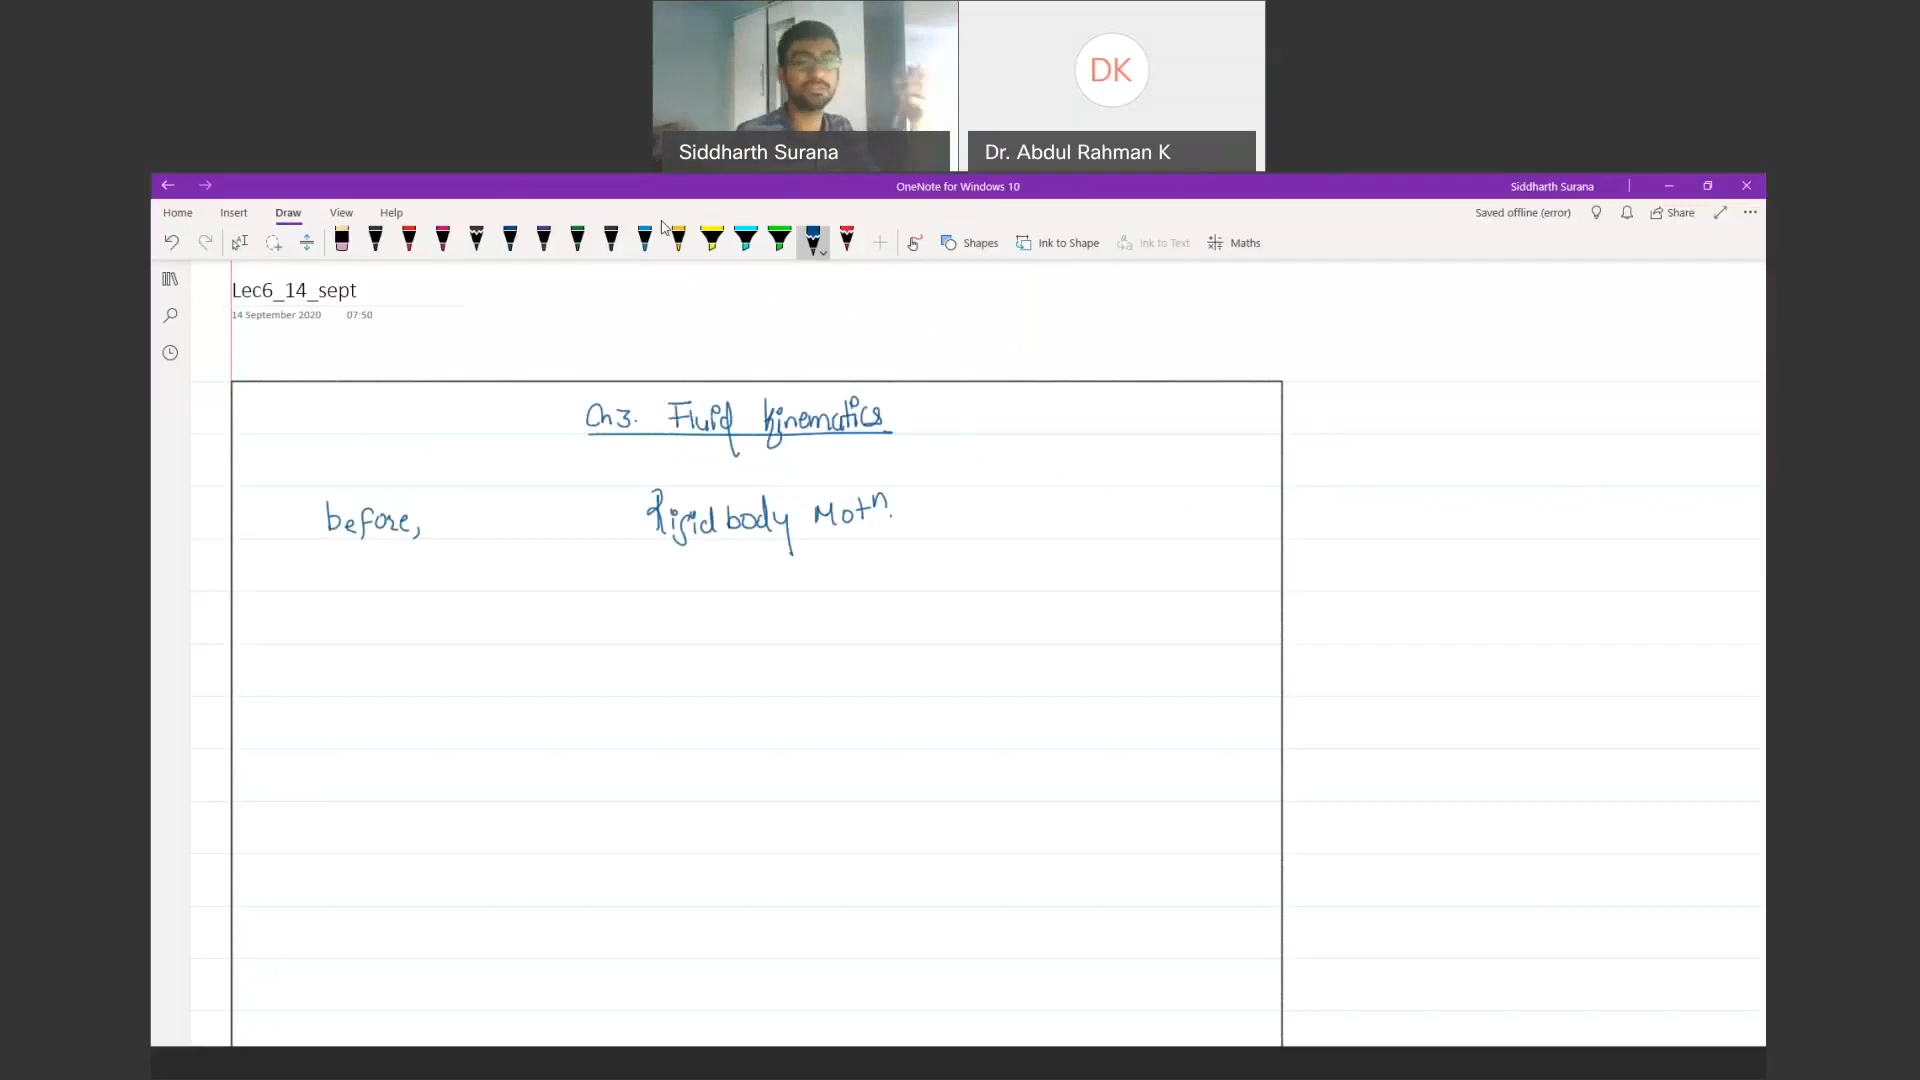 DK
Siddharth Surana
Dr. Abdul Rahman K
OneNote for Windows 10
Siddharth Surana
Home Insert Draw View Help
Saved offline (error)
Share
Shapes
Ink to Shape
Ink to Text
Maths
Lec6_14_sept
14 September 2020 07:50
Ch 3. Fluid Kinematics
before, Rigid body Motn.